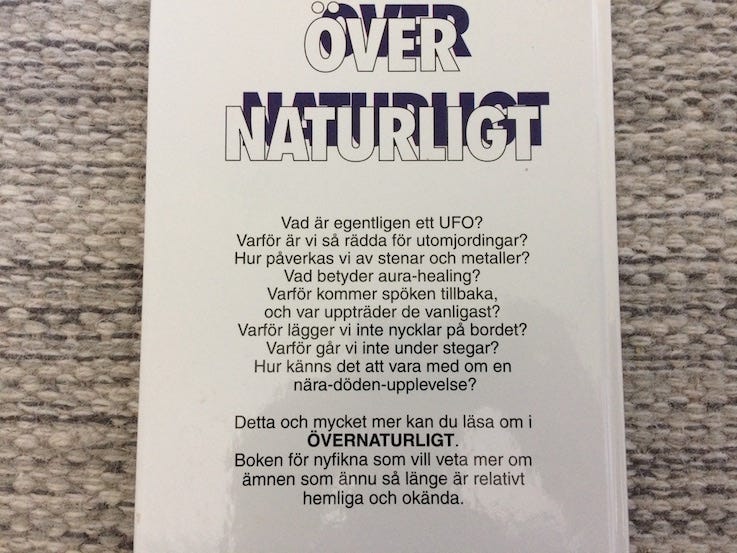 ÖVER
NATURLIGT
Vad är egentligen ett UFO?
Varför är vi så rädda för utomjordingar?
Hur påverkas vi av stenar och metaller?
Vad betyder aura-healing?
Varför kommer spöken tillbaka,
och var uppträder de vanligast?
Varför lägger vi inte nycklar på bordet?
Varför går vi inte under stegar?
Hur känns det att vara med om en
nära-döden-upplevelse?
Detta och mycket mer kan du läsa om i
ÖVERNATURLIGT.
Boken för nyfikna som vill veta mer om
ämnen som ännu så länge är relativt
hemliga och okända.